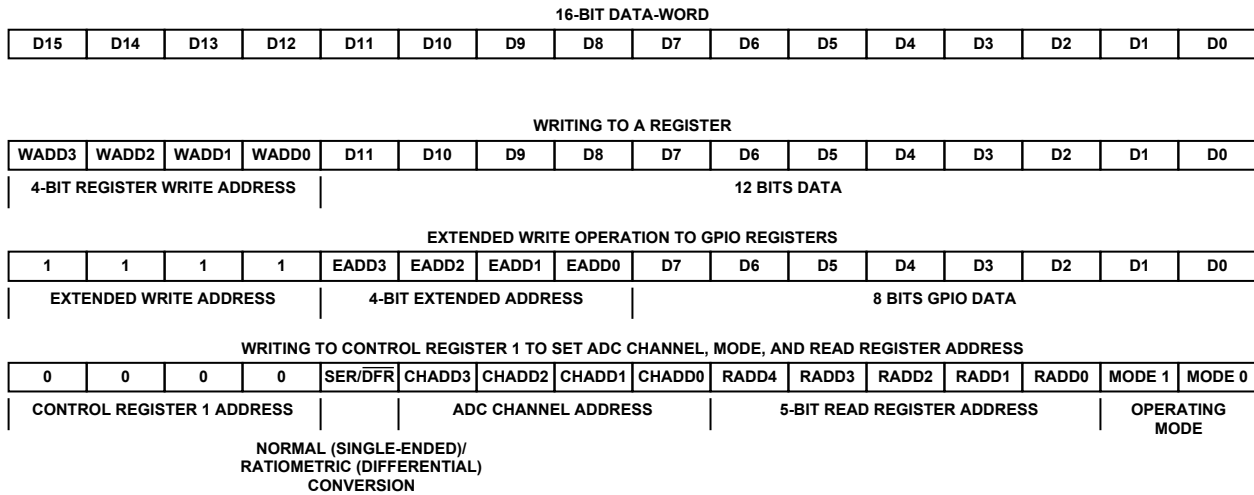 16-BIT DATA-WORD
D15 D14 D13 D12 D11 D10 D9 D8 D7 D6 D5 D4 D3 D2 D1 D0
WRITING TO A REGISTER
WADD3 WADD2 WADD1 WADD0 D11 D10 D9 D8 D7 D6 D5 D4 D3 D2 D1 D0
4-BIT REGISTER WRITE ADDRESS 12 BITS DATA
EXTENDED WRITE OPERATION TO GPIO REGISTERS
1 1 1 1 EADD3 EADD2 EADD1 EADD0 D7 D6 D5 D4 D3 D2 D1 D0
EXTENDED WRITE ADDRESS 4-BIT EXTENDED ADDRESS 8 BITS GPIO DATA
WRITING TO CONTROL REGISTER 1 TO SET ADC CHANNEL, MODE, AND READ REGISTER ADDRESS
0 0 0 0 SER/D̅F̅R̅ CHADD3 CHADD2 CHADD1 CHADD0 RADD4 RADD3 RADD2 RADD1 RADD0 MODE 1 MODE 0
CONTROL REGISTER 1 ADDRESS ADC CHANNEL ADDRESS 5-BIT READ REGISTER ADDRESS OPERATING
MODE
NORMAL (SINGLE-ENDED)/
RATIOMETRIC (DIFFERENTIAL)
CONVERSION